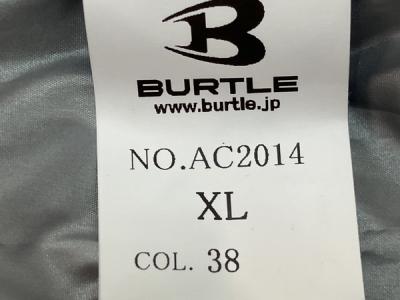 B
BURTLE
www.burtle.jp
NO.AC2014
XL
COL. 38